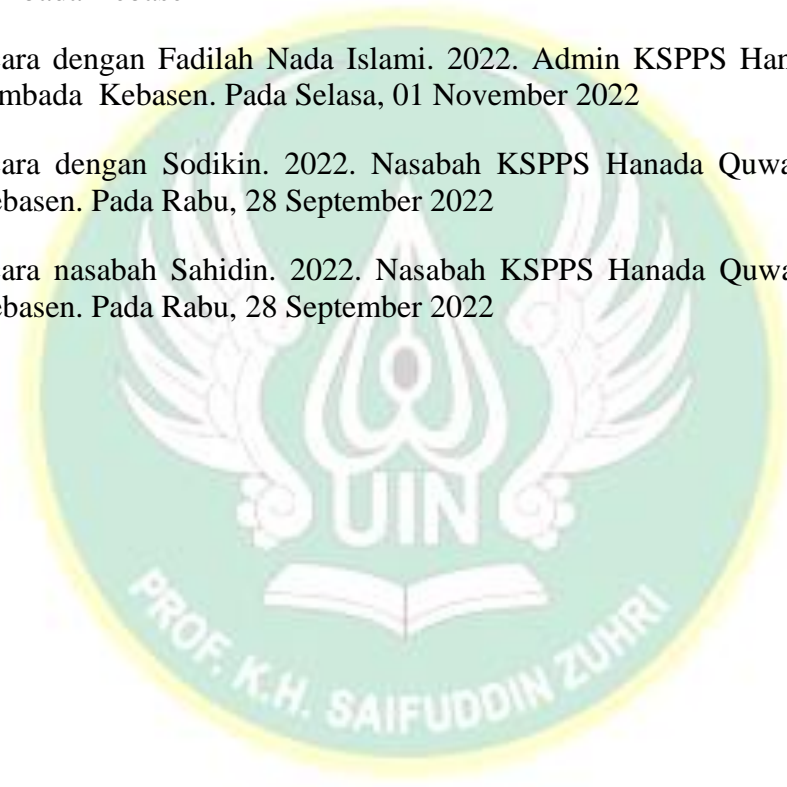 ara dengan Fadilah Nada Islami. 2022. Admin KSPPS Han
mbada Kebasen. Pada Selasa, 01 November 2022
ara dengan Sodikin. 2022. Nasabah KSPPS Hanada Quwa
ebasen. Pada Rabu, 28 September 2022
ara nasabah Sahidin. 2022. Nasabah KSPPS Hanada Quwa
ebasen. Pada Rabu, 28 September 2022
UIN
PROF. K.H. SAIFUDDIN ZUHRI